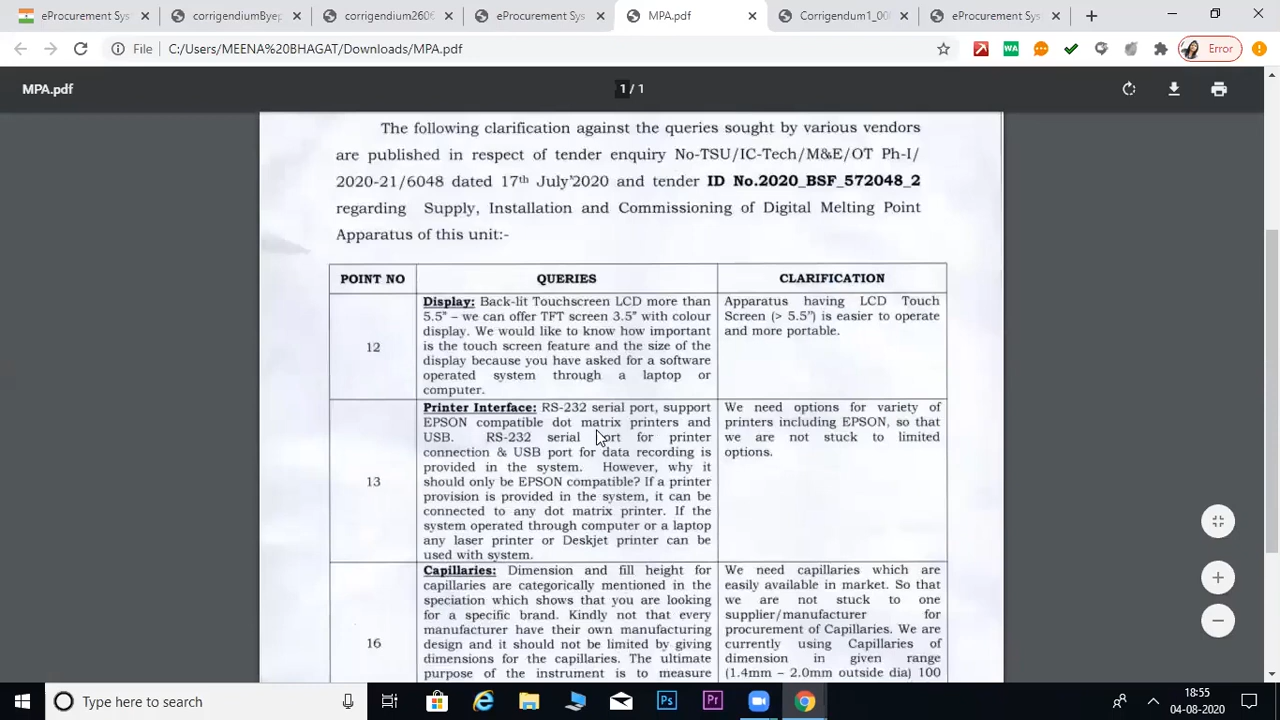 eProcurement Sys
corrigendumByep
corrigendum260
eProcurement Sys
MPA.pdf
Corrigendum1_00
eProcurement Sys
File
C:/Users/MEENA%20BHAGAT/Downloads/MPA.pdf
WA
Error
MPA.pdf
1 / 1
The following clarification against the queries sought by various vendors
are published in respect of tender enquiry No-TSU/IC-Tech/M&E/OT Ph-I/
2020-21/6048 dated 17th July'2020 and tender ID No.2020_BSF_572048_2
regarding Supply, Installation and Commissioning of Digital Melting Point
Apparatus of this unit:-
POINT NO
QUERIES
CLARIFICATION
12
Display: Back-lit Touchscreen LCD more than
5.5" – we can offer TFT screen 3.5" with colour
display. We would like to know how important
is the touch screen feature and the size of the
display because you have asked for a software
operated system through a laptop or
computer.
Apparatus having LCD Touch
Screen (> 5.5") is easier to operate
and more portable.
13
Printer Interface: RS-232 serial port, support
EPSON compatible dot matrix printers and
USB. RS-232 serial port for printer
connection & USB port for data recording is
provided in the system. However, why it
should only be EPSON compatible? If a printer
provision is provided in the system, it can be
connected to any dot matrix printer. If the
system operated through computer or a laptop
any laser printer or Deskjet printer can be
used with system.
We need options for variety of
printers including EPSON, so that
we are not stuck to limited
options.
16
Capillaries: Dimension and fill height for
capillaries are categorically mentioned in the
speciation which shows that you are looking
for a specific brand. Kindly not that every
manufacturer have their own manufacturing
design and it should not be limited by giving
dimensions for the capillaries. The ultimate
purpose of the instrument is to measure
We need capillaries which are
easily available in market. So that
we are not stuck to one
supplier/manufacturer for
procurement of Capillaries. We are
currently using Capillaries of
dimension in given range
(1.4mm – 2.0mm outside dia) 100
Type here to search
Ps
Pr
18:55
04-08-2020